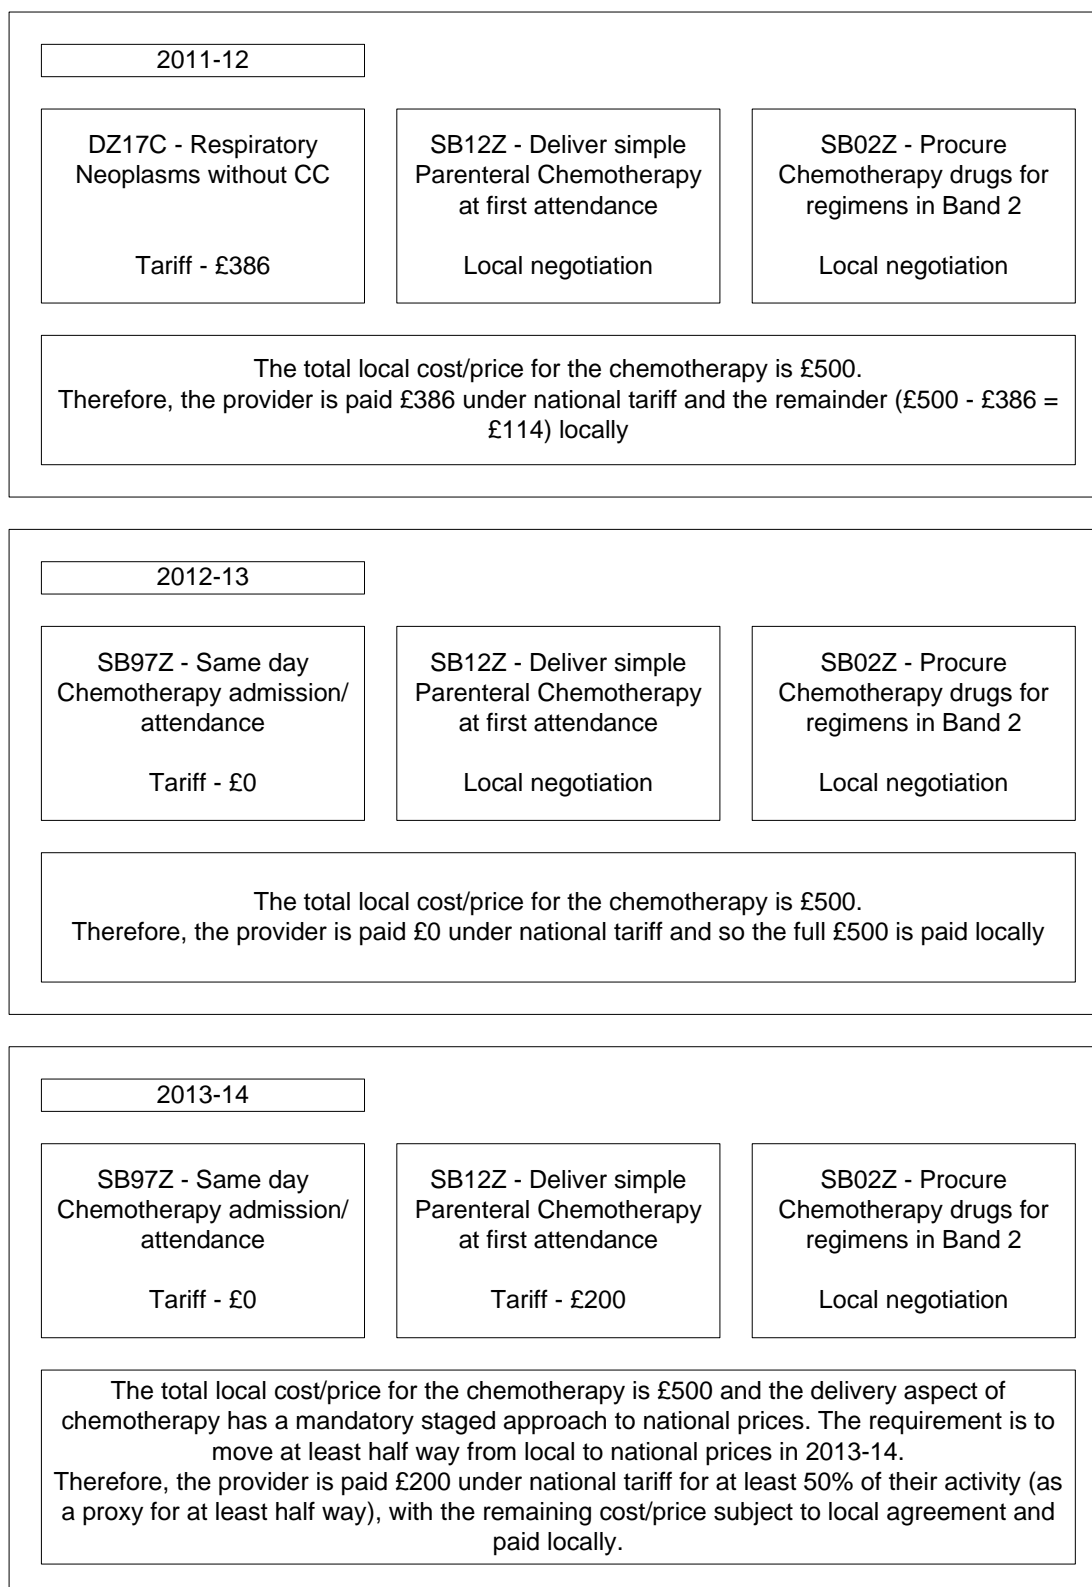 2011-12
DZ17C - Respiratory
Neoplasms without CC
Tariff - £386
SB12Z - Deliver simple
Parenteral Chemotherapy
at first attendance
Local negotiation
SB02Z - Procure
Chemotherapy drugs for
regimens in Band 2
Local negotiation
The total local cost/price for the chemotherapy is £500.
Therefore, the provider is paid £386 under national tariff and the remainder (£500 - £386 =
£114) locally
2012-13
SB97Z - Same day
Chemotherapy admission/
attendance
Tariff - £0
SB12Z - Deliver simple
Parenteral Chemotherapy
at first attendance
Local negotiation
SB02Z - Procure
Chemotherapy drugs for
regimens in Band 2
Local negotiation
The total local cost/price for the chemotherapy is £500.
Therefore, the provider is paid £0 under national tariff and so the full £500 is paid locally
2013-14
SB97Z - Same day
Chemotherapy admission/
attendance
Tariff - £0
SB12Z - Deliver simple
Parenteral Chemotherapy
at first attendance
Tariff - £200
SB02Z - Procure
Chemotherapy drugs for
regimens in Band 2
Local negotiation
The total local cost/price for the chemotherapy is £500 and the delivery aspect of
chemotherapy has a mandatory staged approach to national prices. The requirement is to
move at least half way from local to national prices in 2013-14.
Therefore, the provider is paid £200 under national tariff for at least 50% of their activity (as
a proxy for at least half way), with the remaining cost/price subject to local agreement and
paid locally.